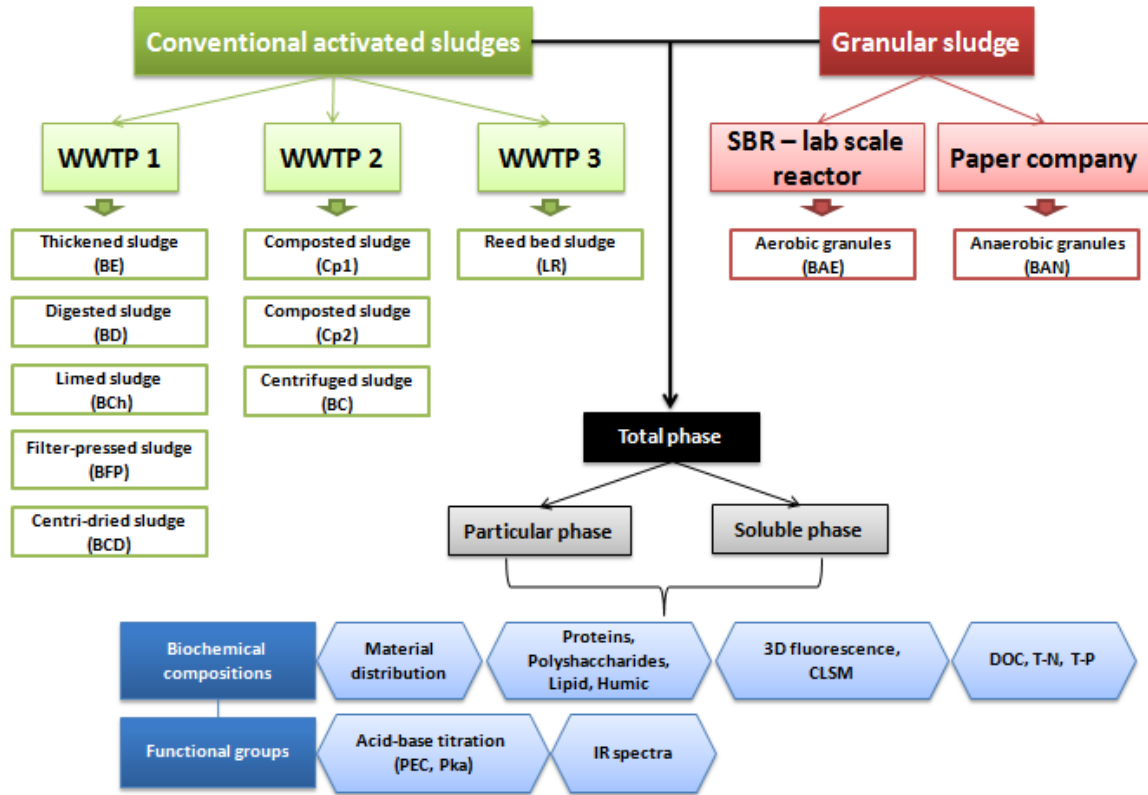 Conventional activated sludges
Granular sludge
WWTP 1
WWTP 2
WWTP 3
SBR – lab scale
reactor
Paper company
Thickened sludge
(BE)
Composted sludge
(Cp1)
Reed bed sludge
(LR)
Aerobic granules
(BAE)
Anaerobic granules
(BAN)
Digested sludge
(BD)
Composted sludge
(Cp2)
Limed sludge
(BCh)
Centrifuged sludge
(BC)
Filter-pressed sludge
(BFP)
Centri-dried sludge
(BCD)
Total phase
Particular phase
Soluble phase
Biochemical
compositions
Material
distribution
Proteins,
Polyshaccharides,
Lipid, Humic
3D fluorescence,
CLSM
DOC, T-N, T-P
Functional groups
Acid-base titration
(PEC, Pka)
IR spectra